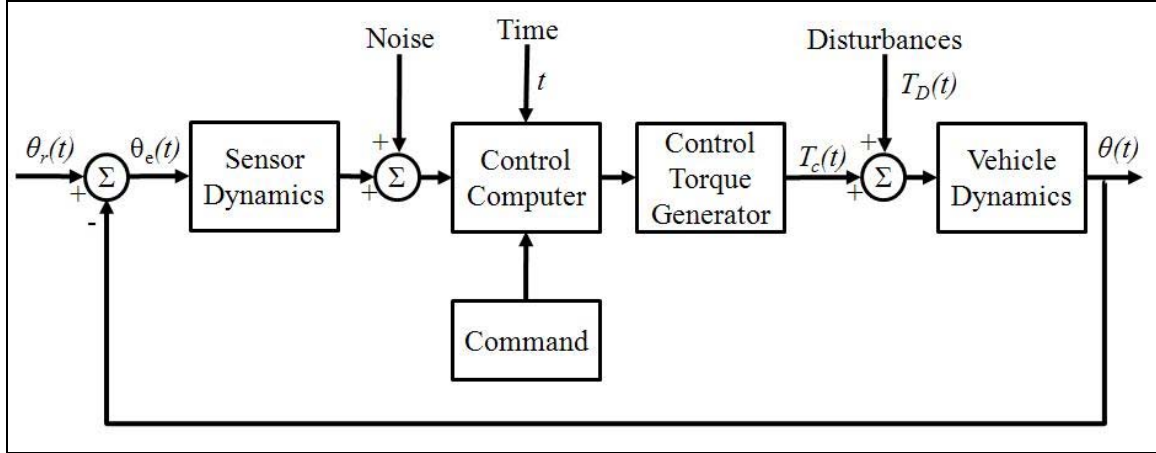 Noise
Time
Disturbances
t
T_D(t)
θ_r(t)
+
Σ
-
θ_e(t)
Sensor
Dynamics
+
+
Σ
Control
Computer
Control
Torque
Generator
T_c(t)
+
+
Σ
Vehicle
Dynamics
θ(t)
Command